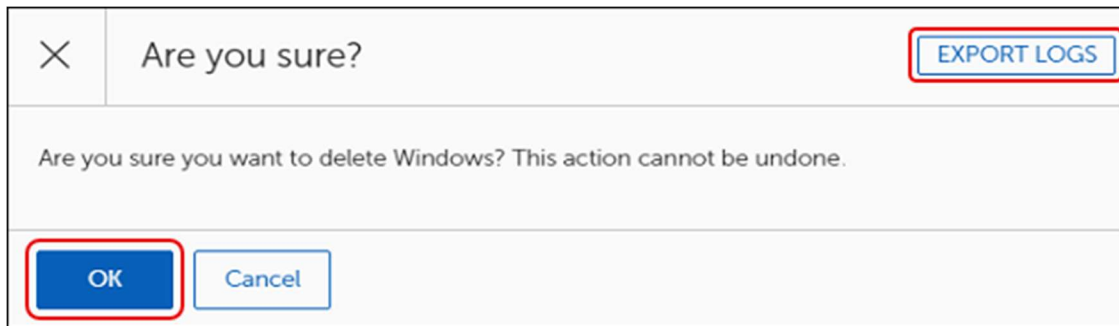 Are you sure?
EXPORT LOGS
Are you sure you want to delete Windows? This action cannot be undone.
OK
Cancel